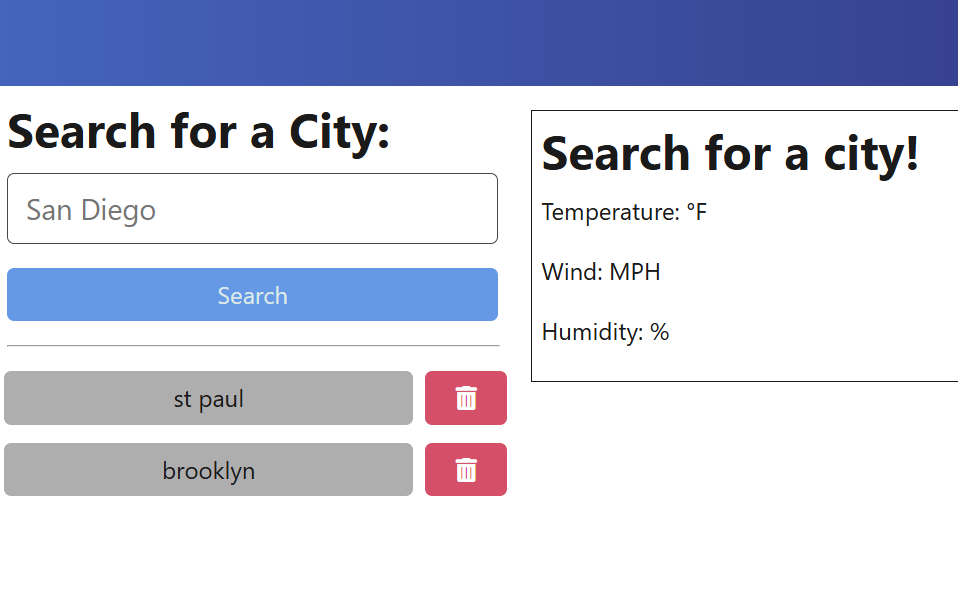 Search for a City:
San Diego
Search
st paul
brooklyn
Search for a city!
Temperature: °F
Wind: MPH
Humidity: %